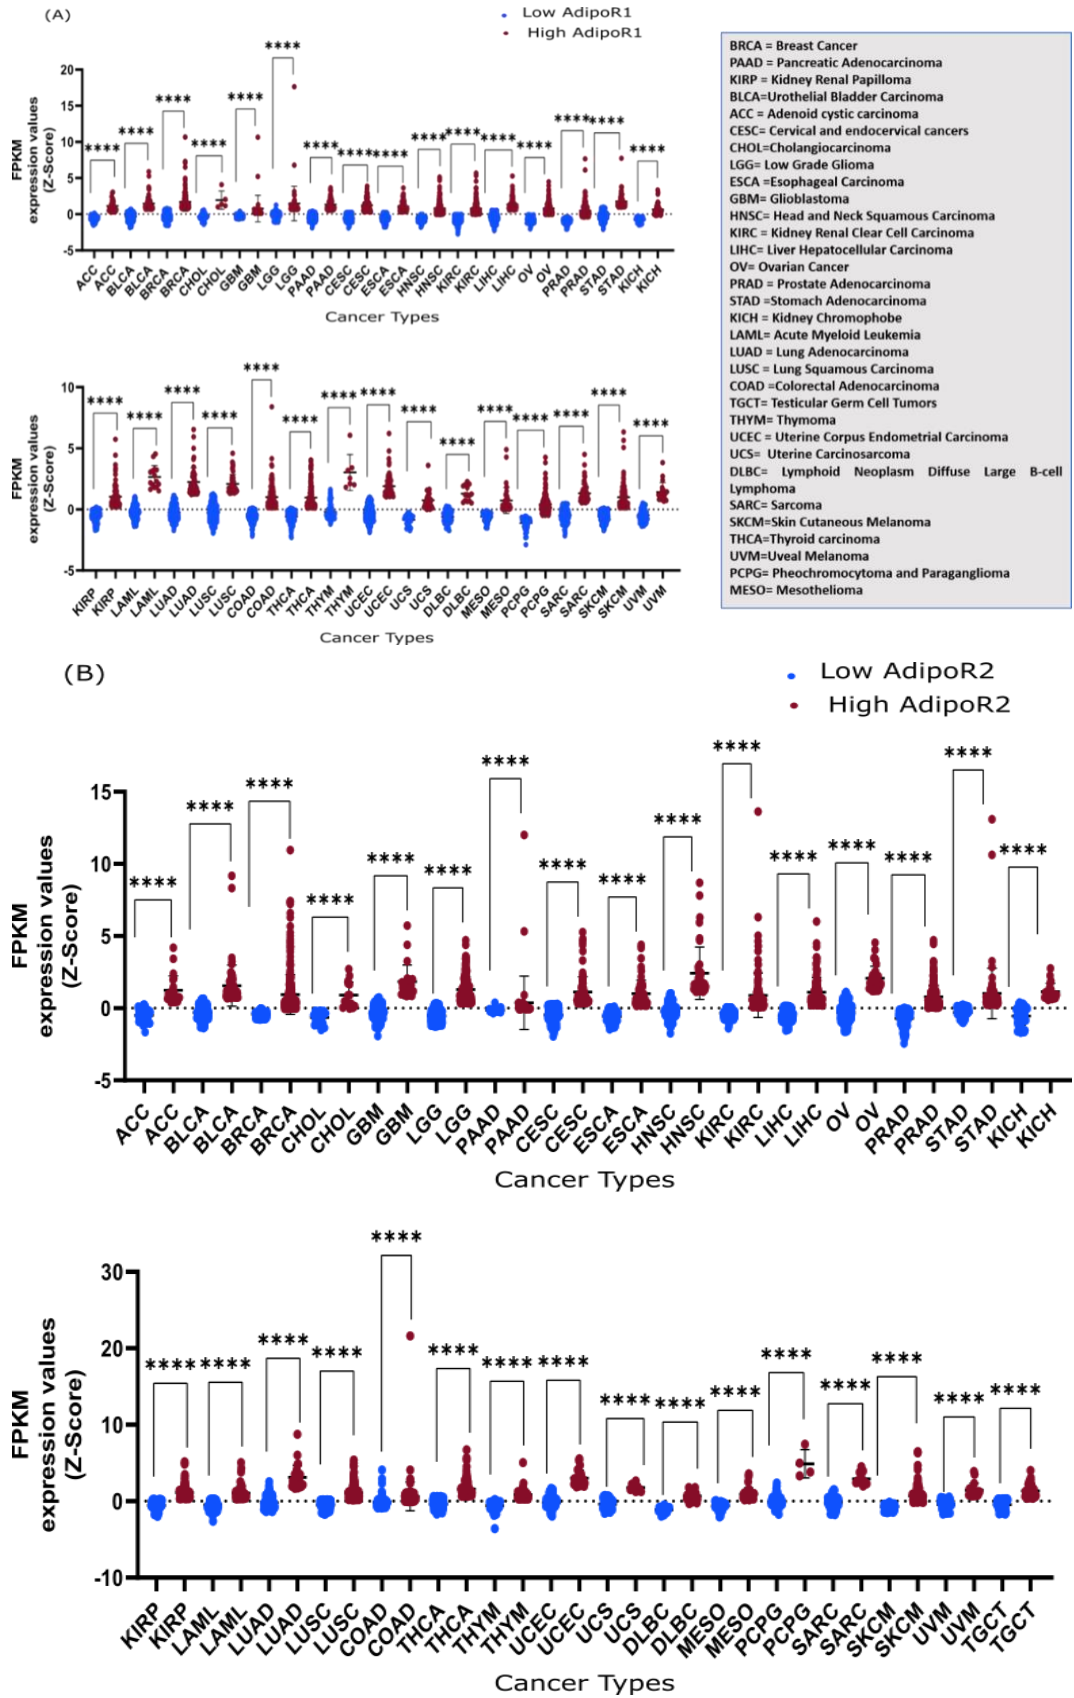 (A)
Low AdipoR1
High AdipoR1
**** **** **** **** **** **** **** **** **** **** **** **** **** **** **** ****
FPKM
expression values
(Z-Score)
20
15
10
5
0
-5
ACC ACC BLCA BLCA BRCA BRCA CHOL CHOL GBM GBM LGG LGG PAAD PAAD CESC CESC ESCA ESCA HNSC HNSC KIRC KIRC LIHC LIHC OV OV PRAD PRAD STAD STAD KICH KICH
Cancer Types
**** **** **** **** **** **** **** **** **** **** **** **** **** **** ****
FPKM
expression values
(Z-Score)
10
5
0
-5
KIRP KIRP LAML LAML LUAD LUAD LUSC LUSC COAD COAD THCA THCA THYM THYM UCEC UCEC UCS UCS DLBC DLBC MESO MESO PCPG PCPG SARC SARC SKCM SKCM UVM UVM
Cancer Types
BRCA = Breast Cancer
PAAD = Pancreatic Adenocarcinoma
KIRP = Kidney Renal Papilloma
BLCA=Urothelial Bladder Carcinoma
ACC = Adenoid cystic carcinoma
CESC= Cervical and endocervical cancers
CHOL=Cholangiocarcinoma
LGG= Low Grade Glioma
ESCA = Esophageal Carcinoma
GBM= Glioblastoma
HNSC= Head and Neck Squamous Carcinoma
KIRC = Kidney Renal Clear Cell Carcinoma
LIHC= Liver Hepatocellular Carcinoma
OV= Ovarian Cancer
PRAD = Prostate Adenocarcinoma
STAD =Stomach Adenocarcinoma
KICH = Kidney Chromophobe
LAML= Acute Myeloid Leukemia
LUAD = Lung Adenocarcinoma
LUSC = Lung Squamous Carcinoma
COAD =Colorectal Adenocarcinoma
TGCT= Testicular Germ Cell Tumors
THYM= Thymoma
UCEC = Uterine Corpus Endometrial Carcinoma
UCS= Uterine Carcinosarcoma
DLBC= Lymphoid Neoplasm Diffuse Large B-cell
Lymphoma
SARC= Sarcoma
SKCM=Skin Cutaneous Melanoma
THCA=Thyroid carcinoma
UVM=Uveal Melanoma
PCPG= Pheochromocytoma and Paraganglioma
MESO= Mesothelioma
(B)
Low AdipoR2
High AdipoR2
**** **** **** **** **** **** **** **** **** **** **** **** **** **** **** ****
FPKM
expression values
(Z-Score)
15
10
5
0
-5
ACC ACC BLCA BLCA BRCA BRCA CHOL CHOL GBM GBM LGG LGG PAAD PAAD CESC CESC ESCA ESCA HNSC HNSC KIRC KIRC LIHC LIHC OV OV PRAD PRAD STAD STAD KICH KICH
Cancer Types
**** **** **** **** **** **** **** **** **** **** **** **** **** **** **** ****
FPKM
expression values
(Z-Score)
30
20
10
0
-10
KIRP KIRP LAML LAML LUAD LUAD LUSC LUSC COAD COAD THCA THCA THYM THYM UCEC UCEC UCS UCS DLBC DLBC MESO MESO PCPG PCPG SARC SARC SKCM SKCM UVM UVM TGCT TGCT
Cancer Types